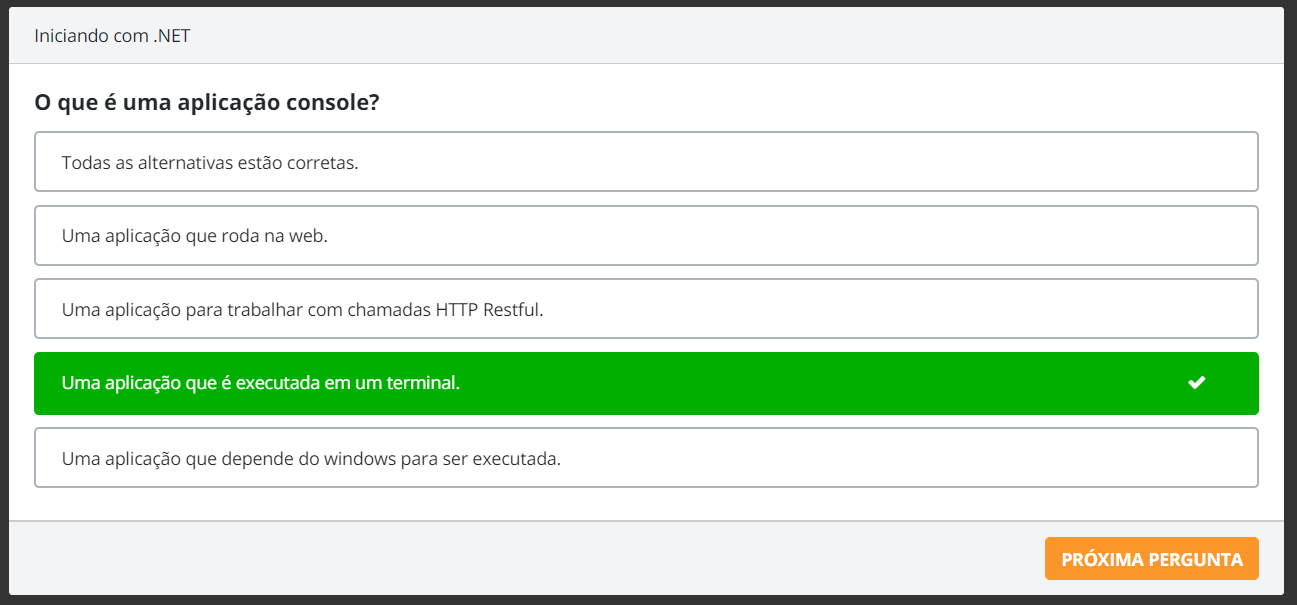 Iniciando com .NET
O que é uma aplicação console?
Todas as alternativas estão corretas.
Uma aplicação que roda na web.
Uma aplicação para trabalhar com chamadas HTTP Restful.
Uma aplicação que é executada em um terminal.
Uma aplicação que depende do windows para ser executada.
PRÓXIMA PERGUNTA